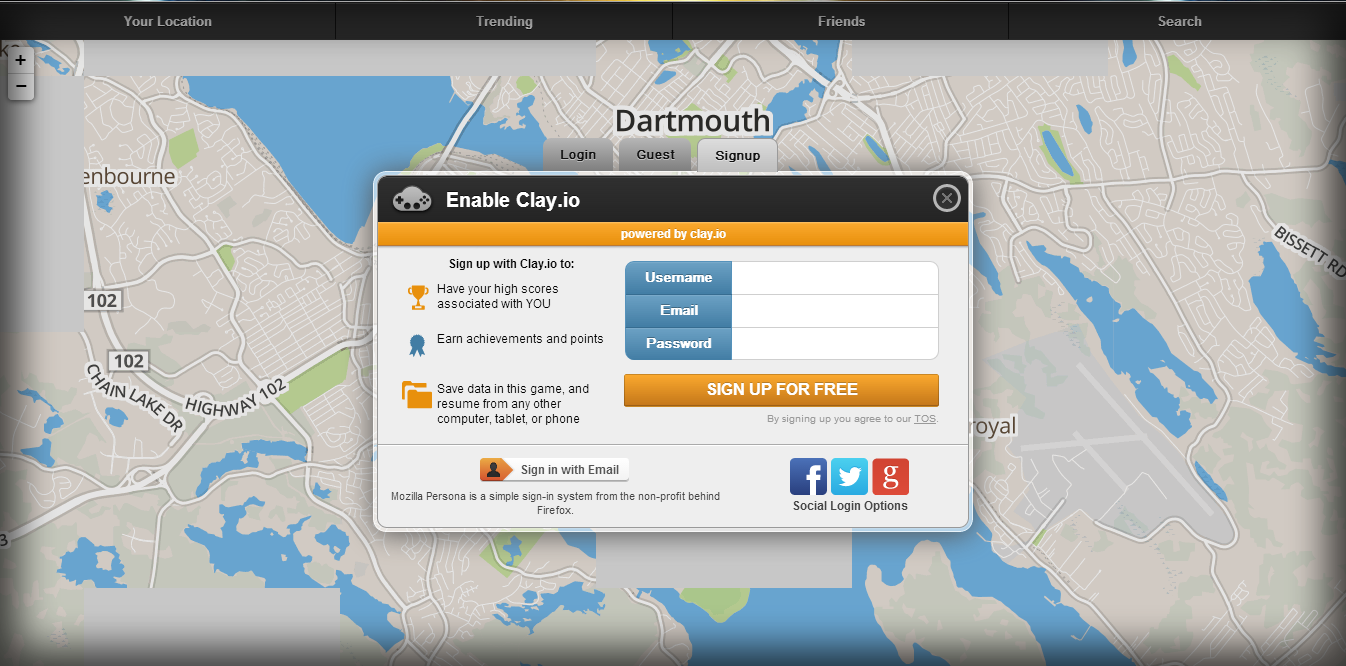 Your Location
Trending
Friends
Search
+
−
Dartmouth
Login
Guest
Signup
enbourne
Enable Clay.io
BISSETT RD
powered by clay.io
Sign up with Clay.io to:
Have your high scores
associated with YOU
Earn achievements and points
Save data in this game, and
resume from any other
computer, tablet, or phone
Username
Email
Password
SIGN UP FOR FREE
By signing up you agree to our TOS.
102
102
CHAIN LAKE DR
HIGHWAY 102
royal
Sign in with Email
Mozilla Persona is a simple sign-in system from the non-profit behind
Firefox.
f
g
Social Login Options
3